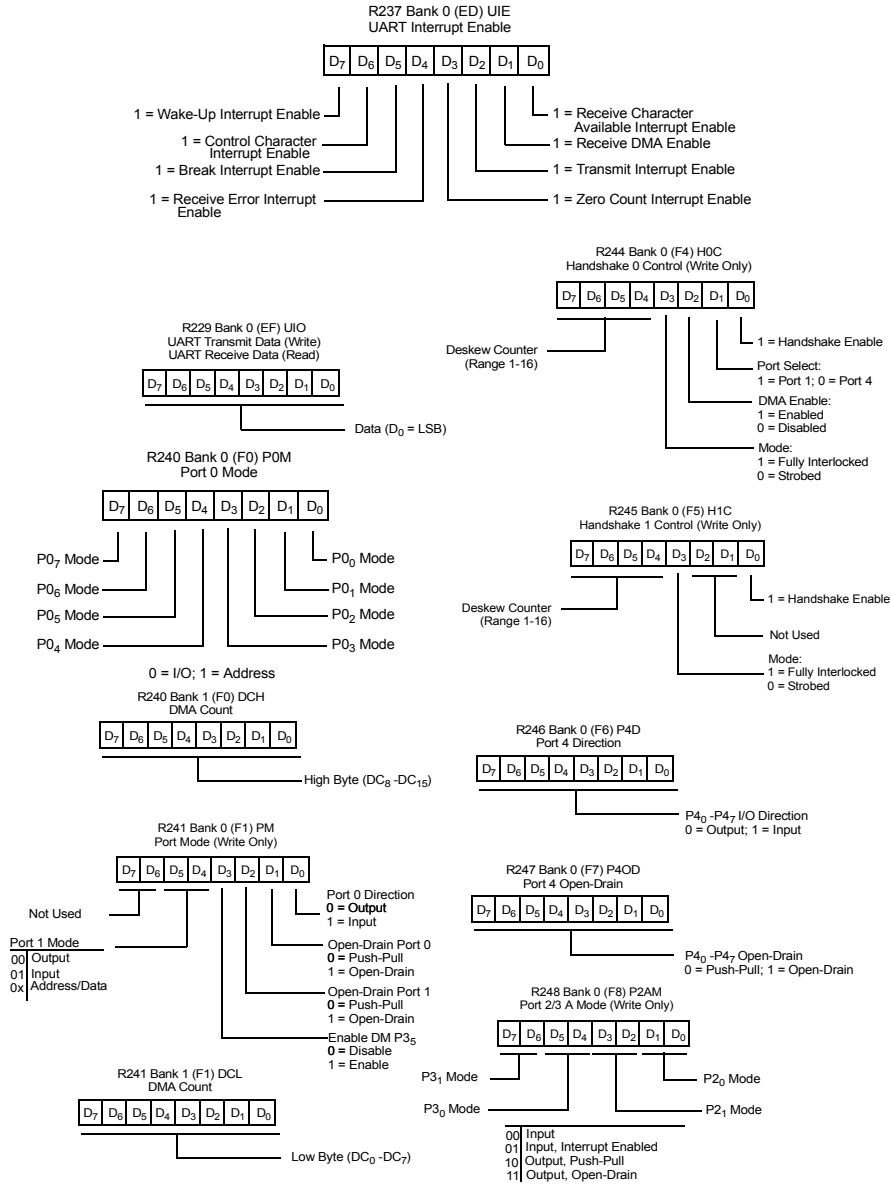 R237 Bank 0 (ED) UIE
UART Interrupt Enable
D7 D6 D5 D4 D3 D2 D1 D0
1 = Wake-Up Interrupt Enable
1 = Control Character
Interrupt Enable
1 = Break Interrupt Enable
1 = Receive Error Interrupt
Enable
1 = Receive Character
Available Interrupt Enable
1 = Receive DMA Enable
1 = Transmit Interrupt Enable
1 = Zero Count Interrupt Enable
R229 Bank 0 (EF) UIO
UART Transmit Data (Write)
UART Receive Data (Read)
D7 D6 D5 D4 D3 D2 D1 D0
Data (D0 = LSB)
R240 Bank 0 (F0) P0M
Port 0 Mode
D7 D6 D5 D4 D3 D2 D1 D0
P07 Mode
P06 Mode
P05 Mode
P04 Mode
P00 Mode
P01 Mode
P02 Mode
P03 Mode
0 = I/O; 1 = Address
R240 Bank 1 (F0) DCH
DMA Count
D7 D6 D5 D4 D3 D2 D1 D0
High Byte (DC8 -DC15)
R241 Bank 0 (F1) PM
Port Mode (Write Only)
D7 D6 D5 D4 D3 D2 D1 D0
Not Used
Port 1 Mode
00 Output
01 Input
0x Address/Data
Port 0 Direction
0 = Output
1 = Input
Open-Drain Port 0
0 = Push-Pull
1 = Open-Drain
Open-Drain Port 1
0 = Push-Pull
1 = Open-Drain
Enable DM P35
0 = Disable
1 = Enable
R241 Bank 1 (F1) DCL
DMA Count
D7 D6 D5 D4 D3 D2 D1 D0
Low Byte (DC0 -DC7)
R244 Bank 0 (F4) H0C
Handshake 0 Control (Write Only)
D7 D6 D5 D4 D3 D2 D1 D0
Deskew Counter
(Range 1-16)
1 = Handshake Enable
Port Select:
1 = Port 1; 0 = Port 4
DMA Enable:
1 = Enabled
0 = Disabled
Mode:
1 = Fully Interlocked
0 = Strobed
R245 Bank 0 (F5) H1C
Handshake 1 Control (Write Only)
D7 D6 D5 D4 D3 D2 D1 D0
Deskew Counter
(Range 1-16)
1 = Handshake Enable
Not Used
Mode:
1 = Fully Interlocked
0 = Strobed
R246 Bank 0 (F6) P4D
Port 4 Direction
D7 D6 D5 D4 D3 D2 D1 D0
P40 -P47 I/O Direction
0 = Output; 1 = Input
R247 Bank 0 (F7) P4OD
Port 4 Open-Drain
D7 D6 D5 D4 D3 D2 D1 D0
P40 -P47 Open-Drain
0 = Push-Pull; 1 = Open-Drain
R248 Bank 0 (F8) P2AM
Port 2/3 A Mode (Write Only)
D7 D6 D5 D4 D3 D2 D1 D0
P31 Mode
P30 Mode
P20 Mode
P21 Mode
00 Input
01 Input, Interrupt Enabled
10 Output, Push-Pull
11 Output, Open-Drain